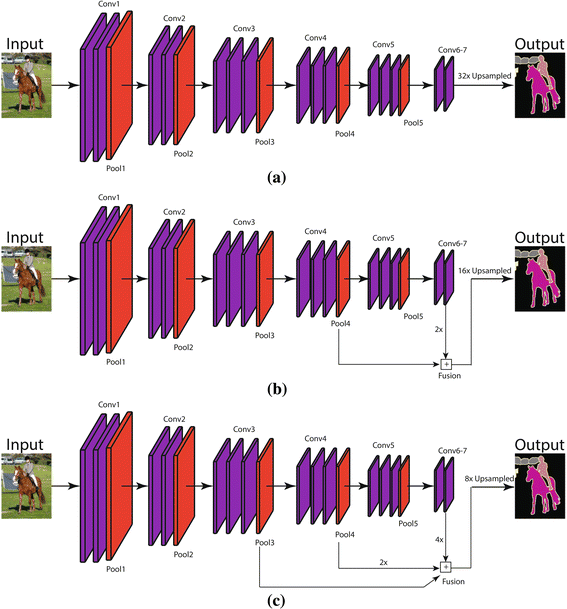 Input
Conv1
Conv2
Conv3
Conv4
Conv5
Conv6-7
Output
32x Upsampled
Pool1
Pool2
Pool3
Pool4
Pool5
(a)
Input
Conv1
Conv2
Conv3
Conv4
Conv5
Conv6-7
Output
16x Upsampled
Pool1
Pool2
Pool3
Pool4
Pool5
2x
+
Fusion
(b)
Input
Conv1
Conv2
Conv3
Conv4
Conv5
Conv6-7
Output
8x Upsampled
Pool1
Pool2
Pool3
Pool4
Pool5
4x
2x
+
Fusion
(c)